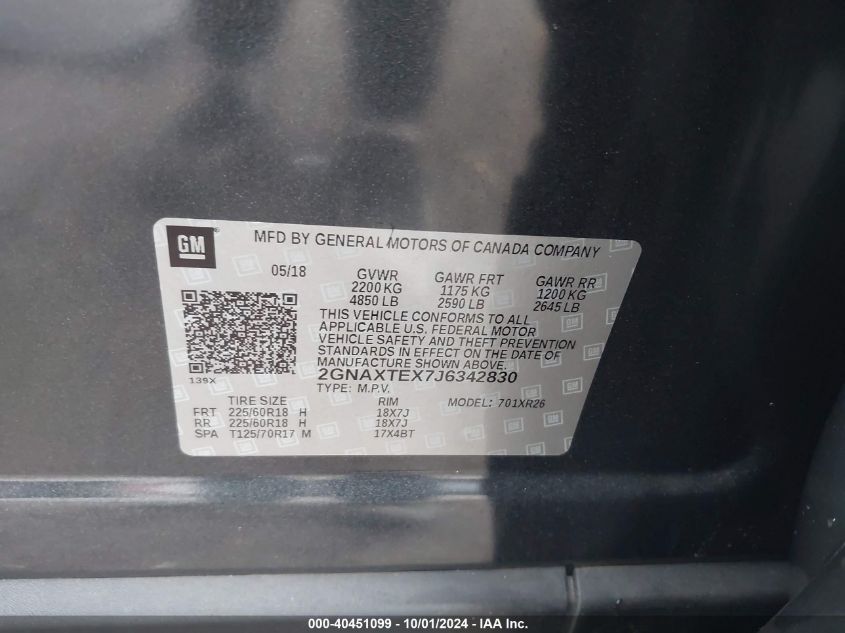 GM ®
MFD BY GENERAL MOTORS OF CANADA COMPANY
05/18 GVWR GAWR FRT GAWR RR
2200 KG 1175 KG 1200 KG
4850 LB 2590 LB 2645 LB
THIS VEHICLE CONFORMS TO ALL
APPLICABLE U.S. FEDERAL MOTOR
VEHICLE SAFETY AND THEFT PREVENTION
STANDARDS IN EFFECT ON THE DATE OF
MANUFACTURE SHOWN ABOVE.
139X 2GNAXTEX7J6342830
TYPE: M.P.V.
TIRE SIZE RIM MODEL: 701XR26
FRT 225/60R18 H 18X7J
RR 225/60R18 H 18X7J
SPA T125/70R17 M 17X4BT
000-40451099 - 10/01/2024 - IAA Inc.